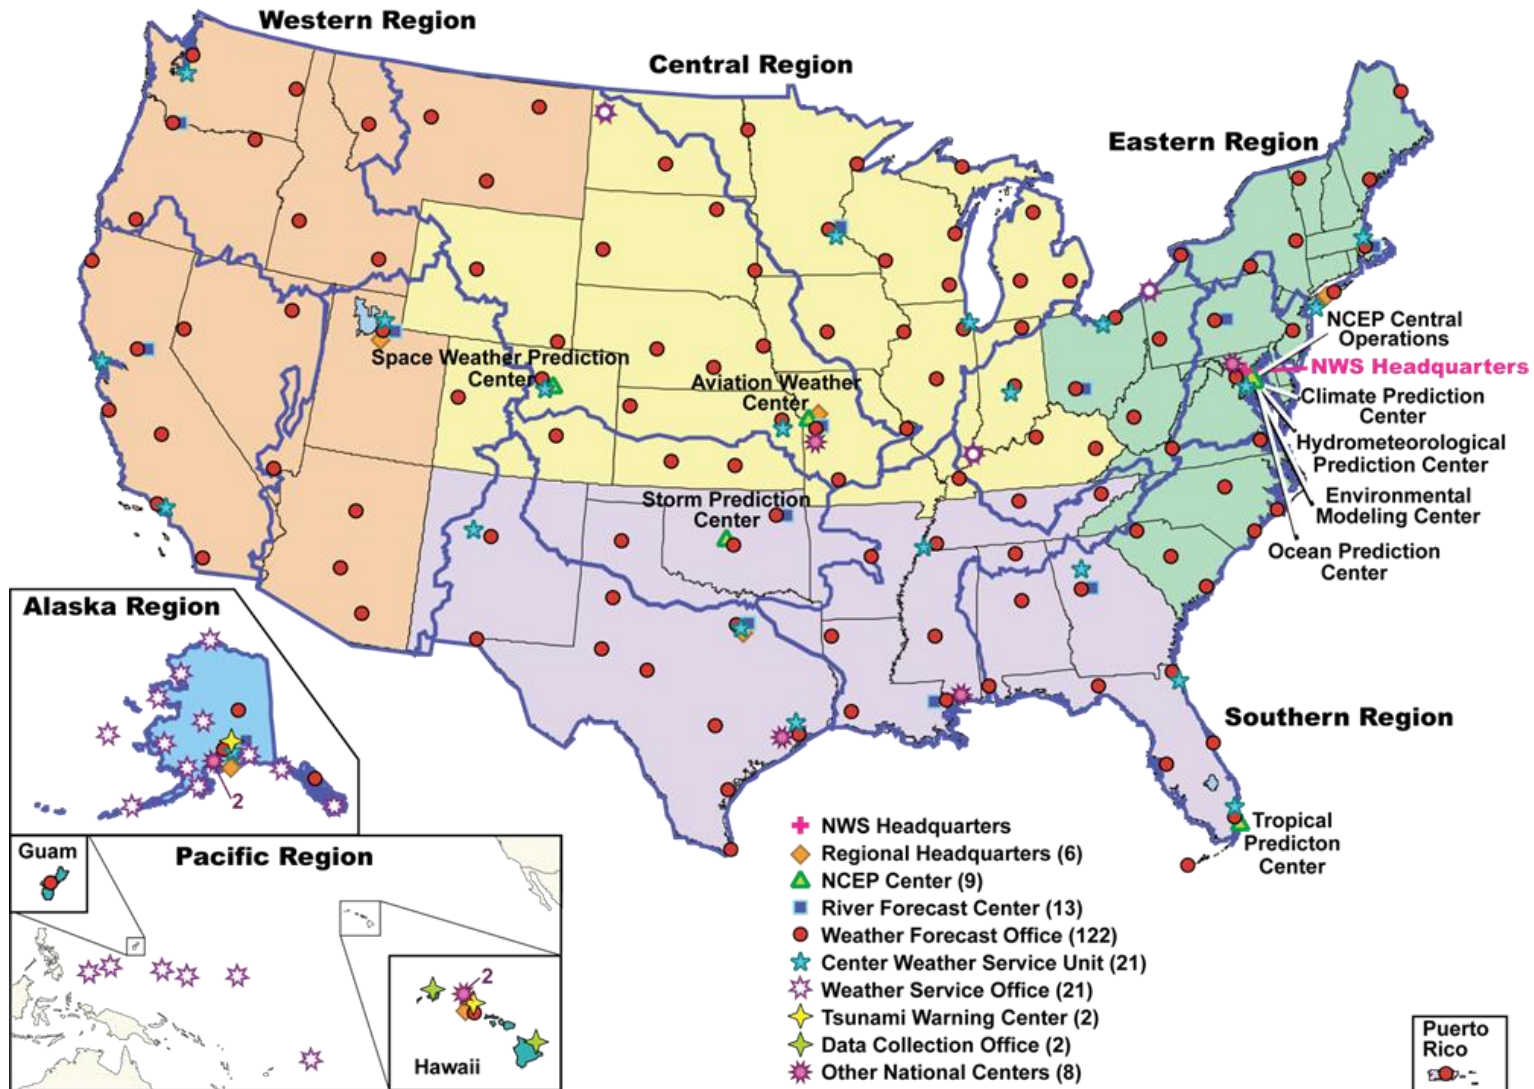 Western Region
Central Region
Eastern Region
NCEP Central
Operations
NWS Headquarters
Climate Prediction
Center
Hydrometeorological
Prediction Center
Environmental
Modeling Center
Ocean Prediction
Center
Space Weather Prediction
Center
Aviation Weather
Center
Storm Prediction
Center
Alaska Region
2
Southern Region
Tropical
Predicton
Center
Guam
Pacific Region
2
Hawaii
NWS Headquarters
Regional Headquarters (6)
NCEP Center (9)
River Forecast Center (13)
Weather Forecast Office (122)
Center Weather Service Unit (21)
Weather Service Office (21)
Tsunami Warning Center (2)
Data Collection Office (2)
Other National Centers (8)
Puerto
Rico